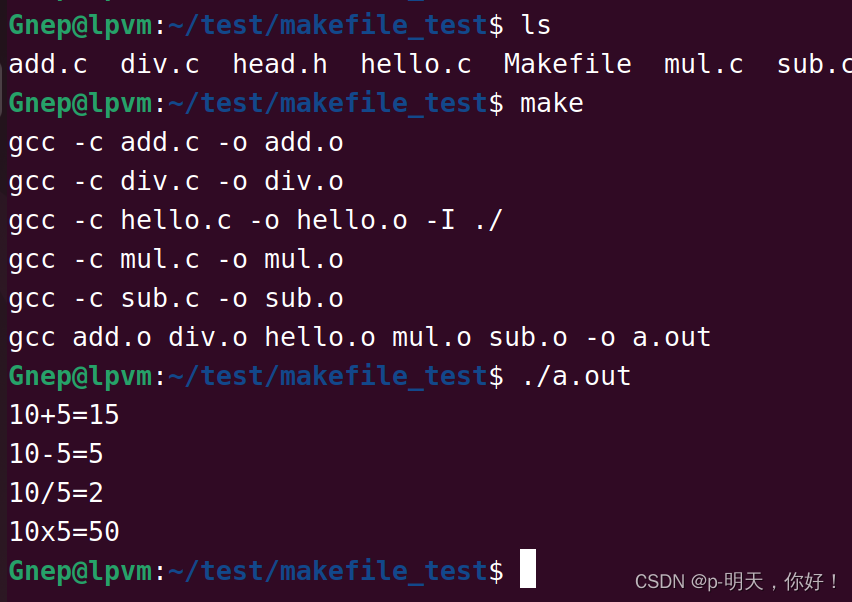 Gnep@lpvm:~/test/makefile_test$ ls
add.c  div.c  head.h  hello.c  Makefile  mul.c  sub.c
Gnep@lpvm:~/test/makefile_test$ make
gcc -c add.c -o add.o
gcc -c div.c -o div.o
gcc -c hello.c -o hello.o -I ./
gcc -c mul.c -o mul.o
gcc -c sub.c -o sub.o
gcc add.o div.o hello.o mul.o sub.o -o a.out
Gnep@lpvm:~/test/makefile_test$ ./a.out
10+5=15
10-5=5
10/5=2
10x5=50
Gnep@lpvm:~/test/makefile_test$
CSDN @p-明天，你好！